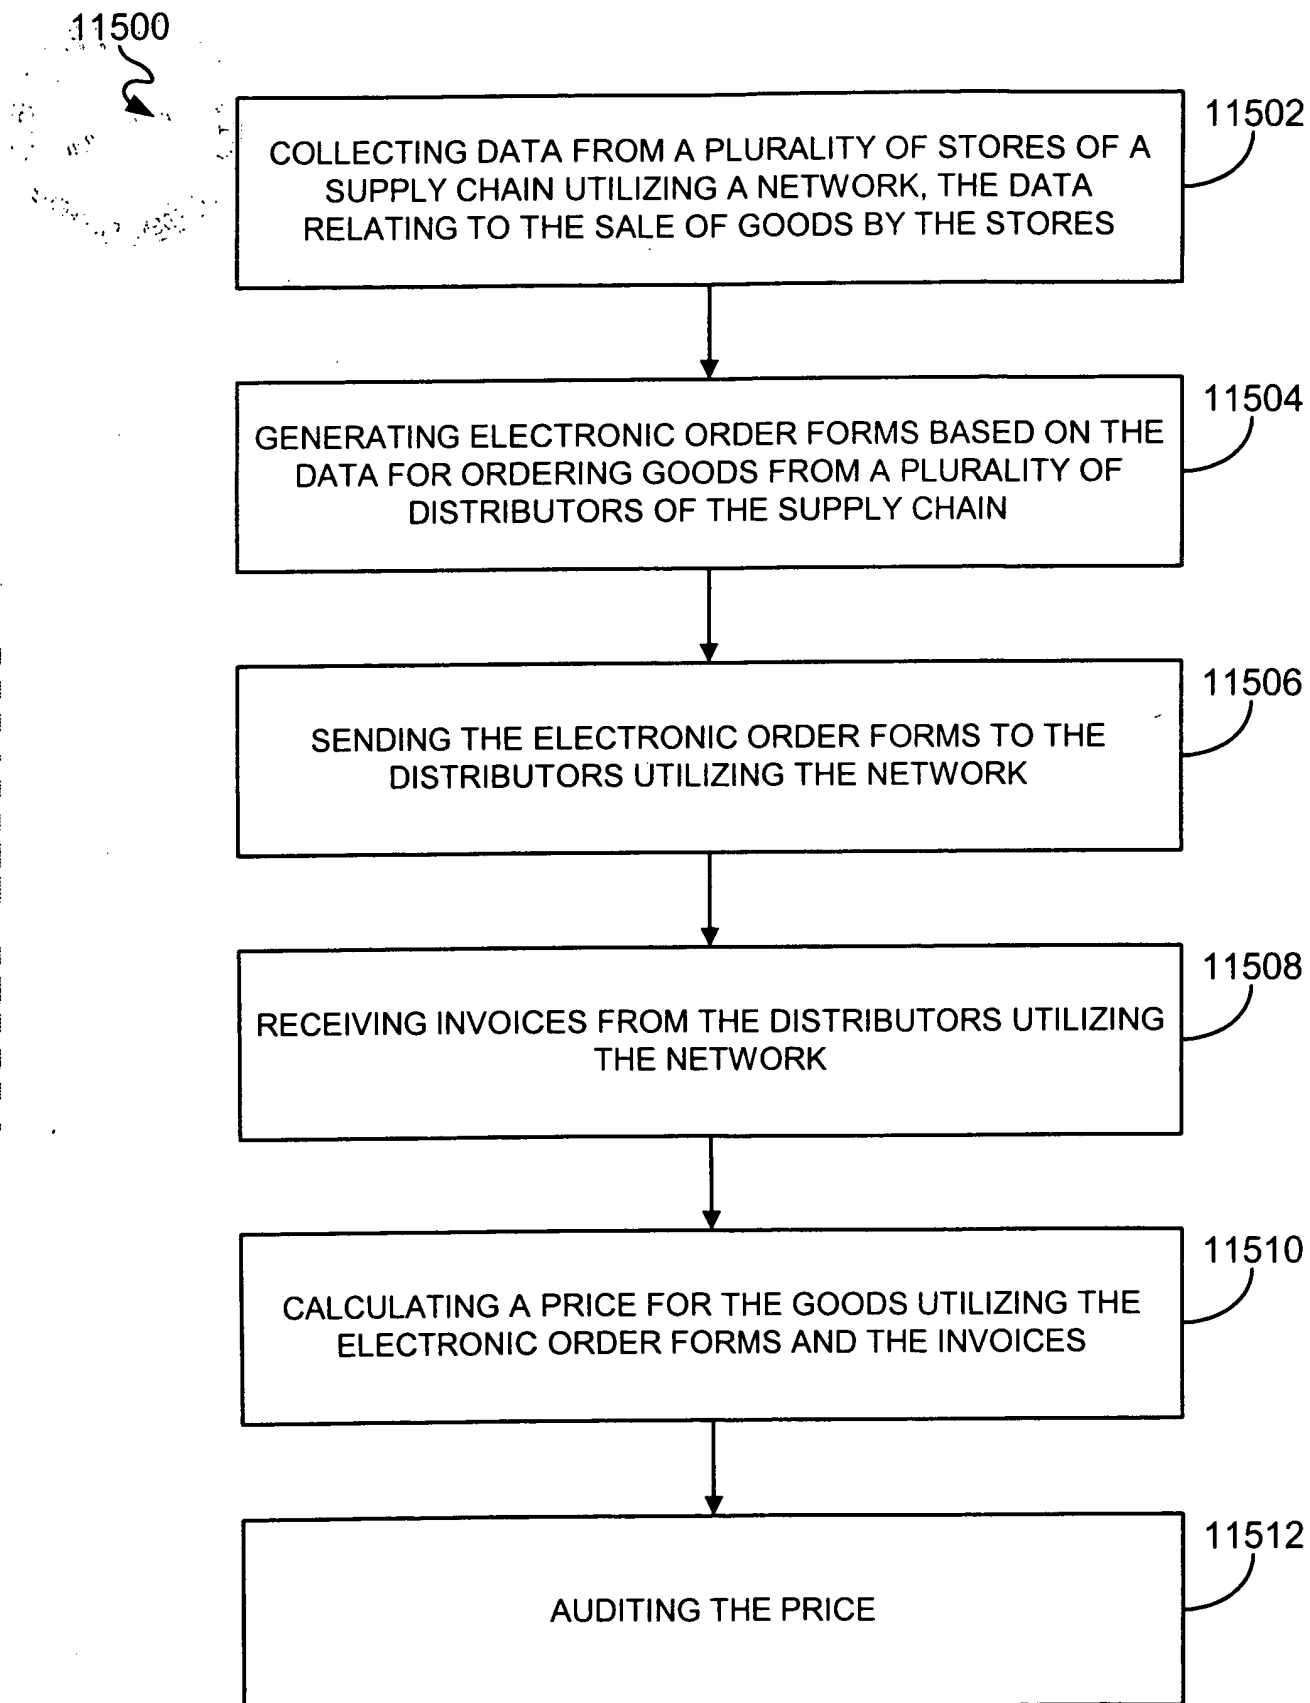 11500
11502
COLLECTING DATA FROM A PLURALITY OF STORES OF A
SUPPLY CHAIN UTILIZING A NETWORK, THE DATA
RELATING TO THE SALE OF GOODS BY THE STORES
11504
GENERATING ELECTRONIC ORDER FORMS BASED ON THE
DATA FOR ORDERING GOODS FROM A PLURALITY OF
DISTRIBUTORS OF THE SUPPLY CHAIN
11506
SENDING THE ELECTRONIC ORDER FORMS TO THE
DISTRIBUTORS UTILIZING THE NETWORK
11508
RECEIVING INVOICES FROM THE DISTRIBUTORS UTILIZING
THE NETWORK
11510
CALCULATING A PRICE FOR THE GOODS UTILIZING THE
ELECTRONIC ORDER FORMS AND THE INVOICES
11512
AUDITING THE PRICE